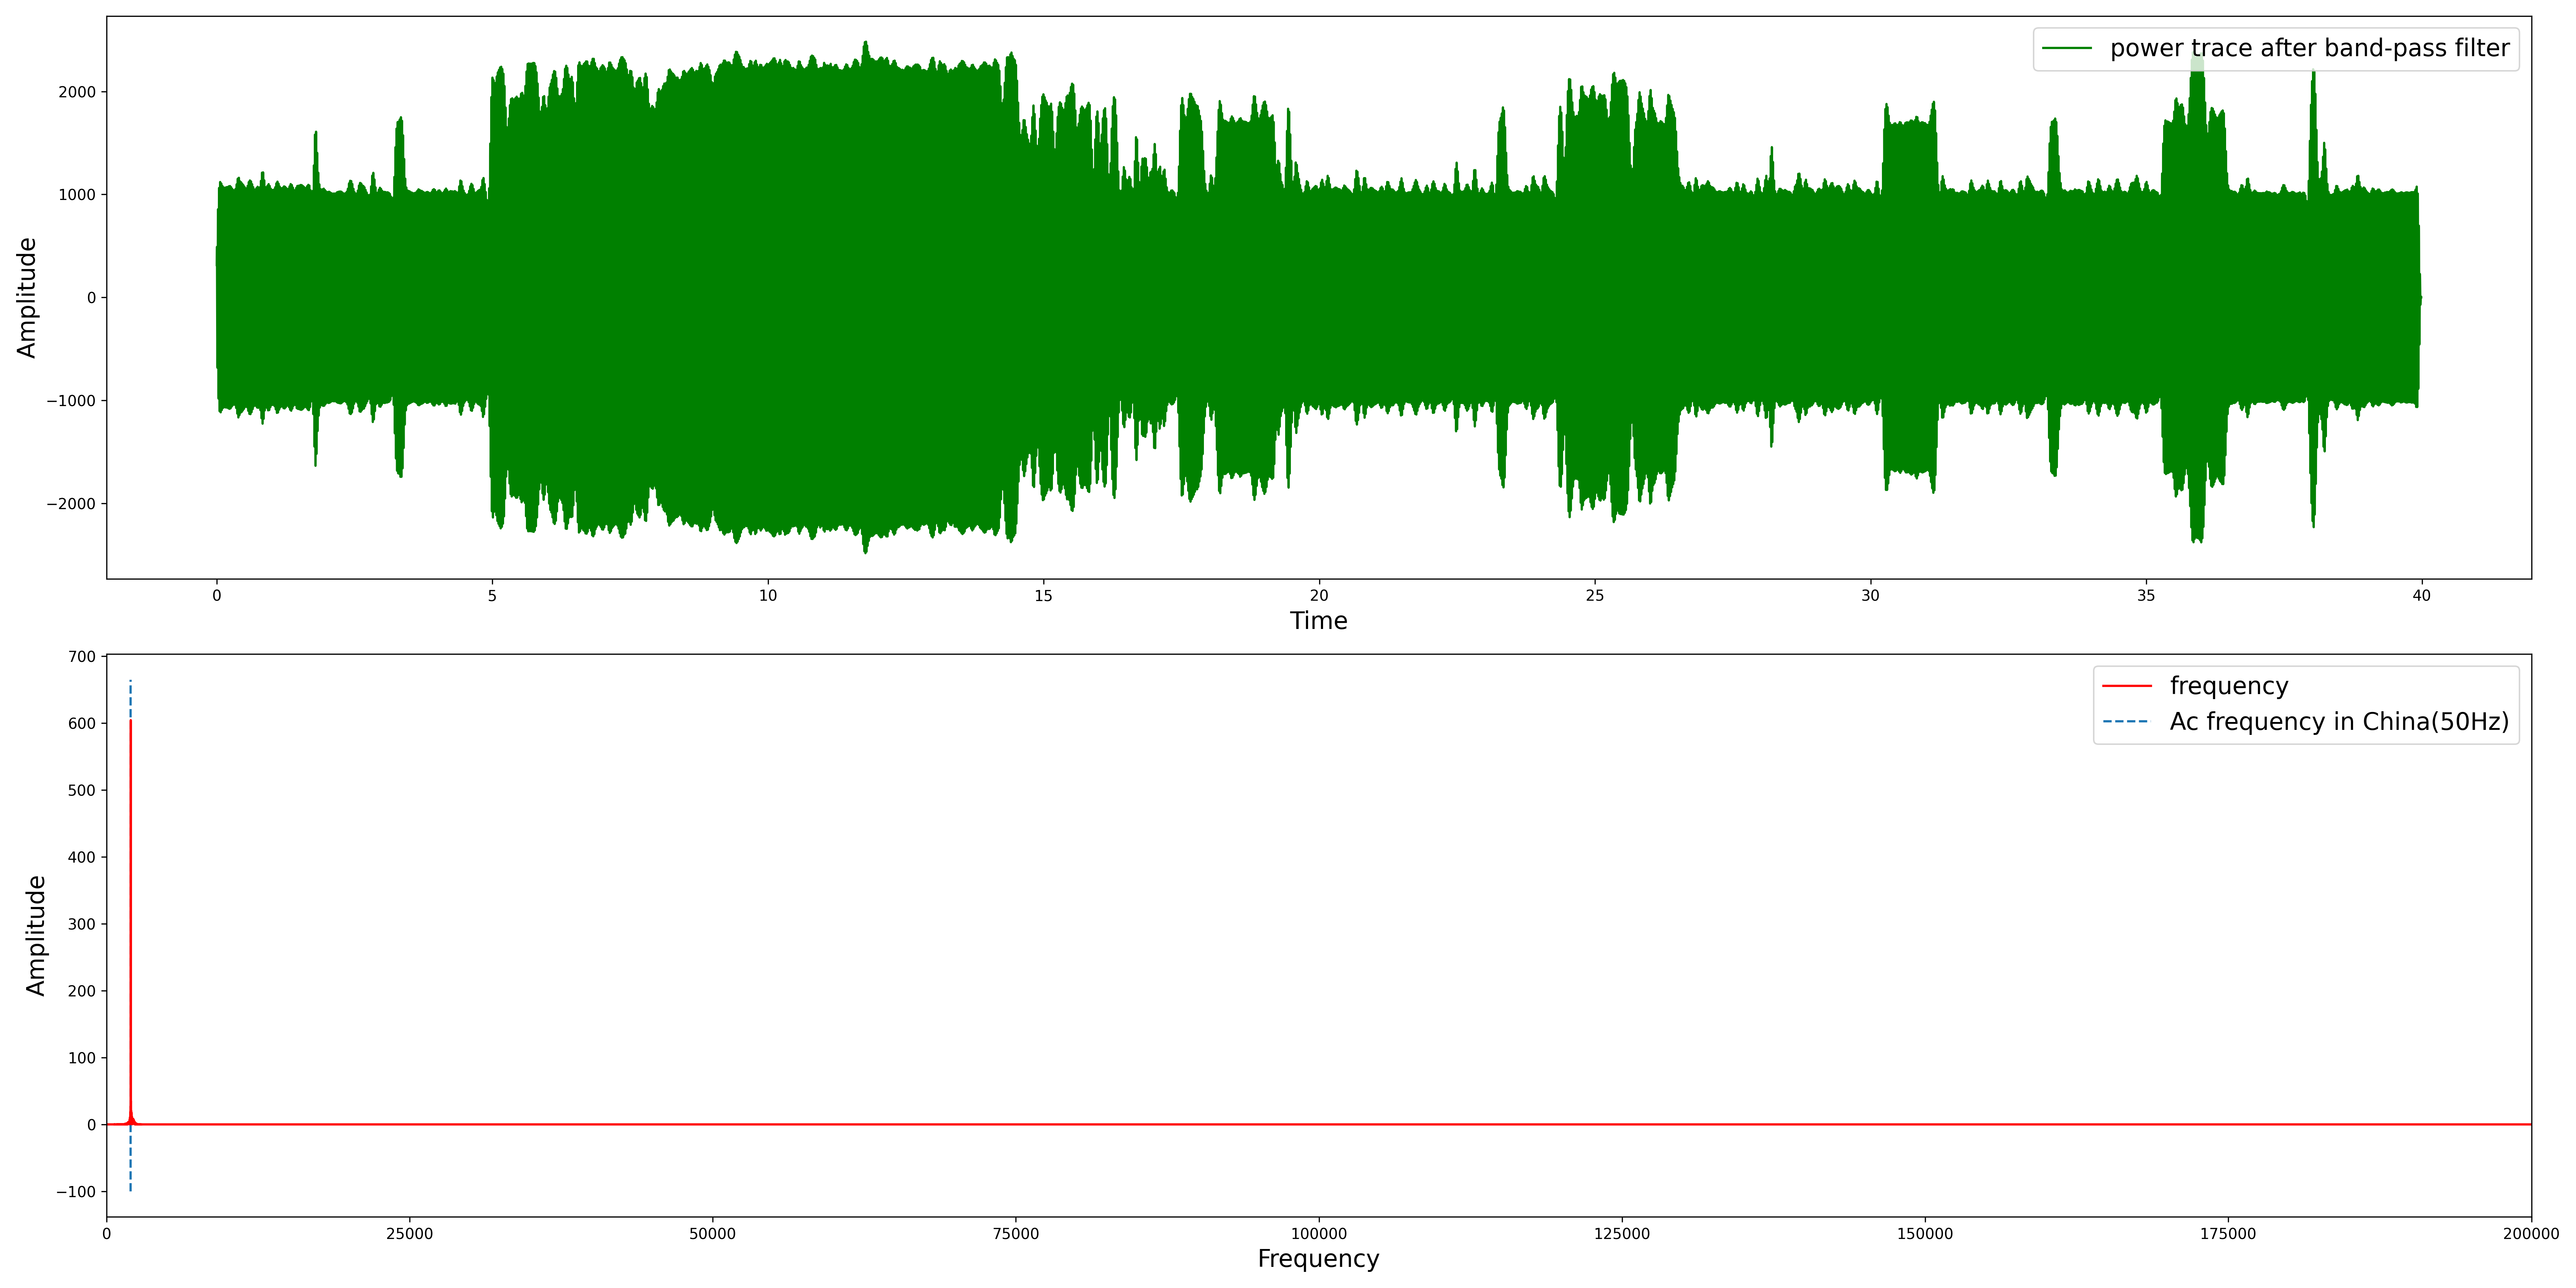 power trace after band-pass filter
2000
1000
0
−1000
−2000
Amplitude
0 5 10 15 20 25 30 35 40
Time
700
600
500
400
300
200
100
0
−100
Amplitude
frequency
Ac frequency in China(50Hz)
0 25000 50000 75000 100000 125000 150000 175000 200000
Frequency